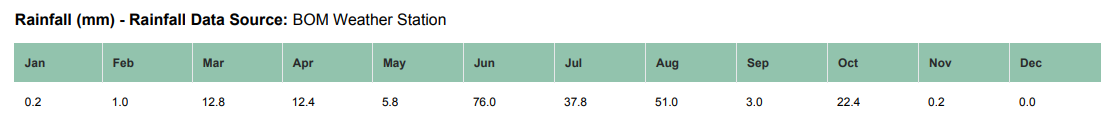 Rainfall (mm) - Rainfall Data Source: BOM Weather Station
Jan Feb Mar Apr May Jun Jul Aug Sep Oct Nov Dec
0.2 1.0 12.8 12.4 5.8 76.0 37.8 51.0 3.0 22.4 0.2 0.0